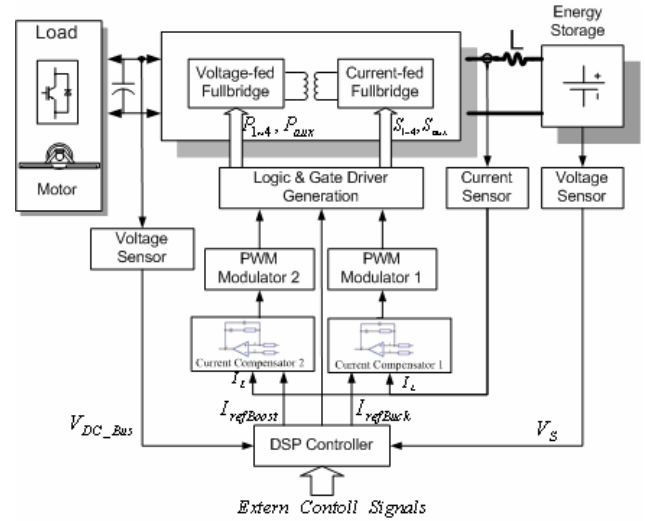 Load
Motor
Voltage-fed
Fullbridge
Current-fed
Fullbridge
P1~4 , Paux
S1-4, Saux
L
Energy
Storage
+
-
Logic & Gate Driver
Generation
Current
Sensor
Voltage
Sensor
Voltage
Sensor
PWM
Modulator 2
PWM
Modulator 1
Current Compensator 2
Current Compensator 1
IL
IL
IrefBoost
IrefBuck
VDC_Bus
DSP Controller
VS
Extern Contoll Signals